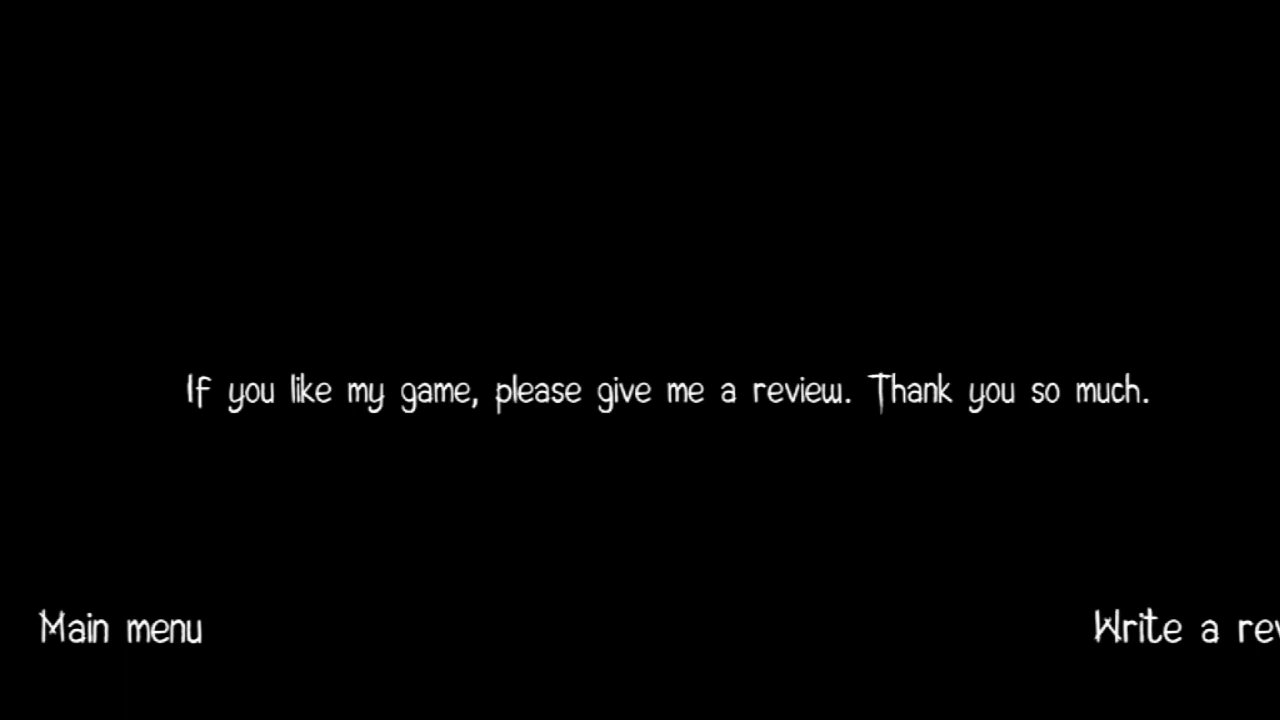 If you like my game, please give me a review. Thank you so much.
Main menu
Write a